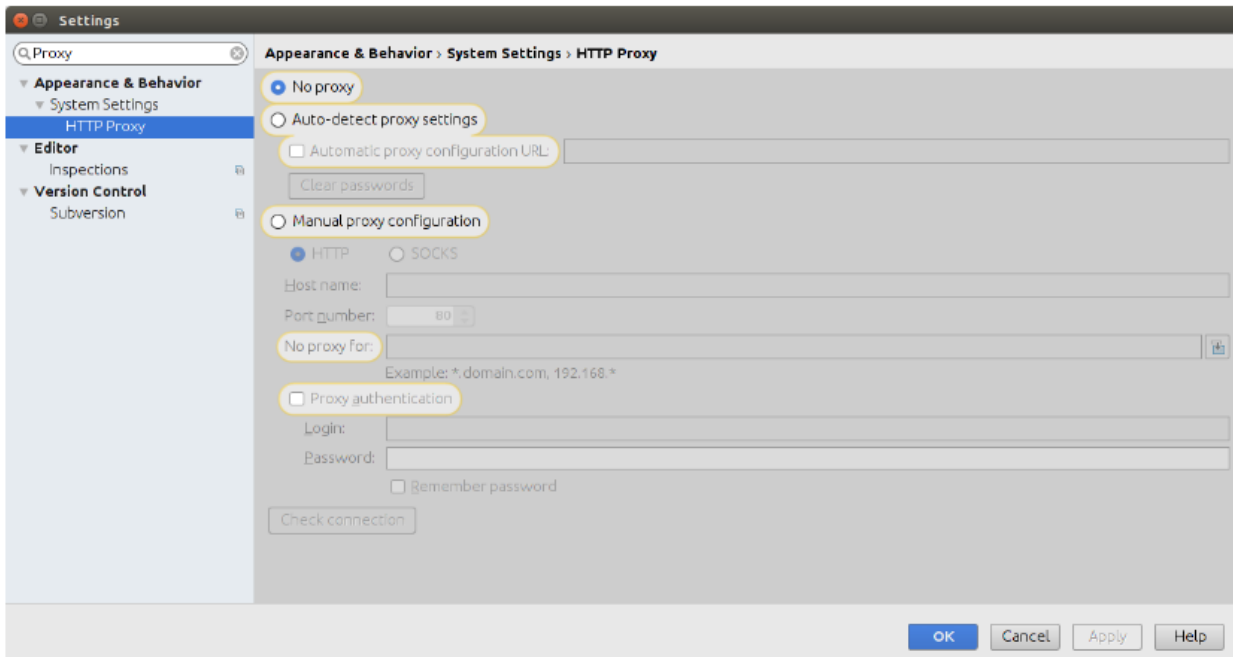 Settings
Proxy
Appearance & Behavior
System Settings
HTTP Proxy
Editor
Inspections
Version Control
Subversion
Appearance & Behavior › System Settings › HTTP Proxy
No proxy
Auto-detect proxy settings
Automatic proxy configuration URL:
Clear passwords
Manual proxy configuration
HTTP SOCKS
Host name:
Port number: 80
No proxy for:
Example: *.domain.com, 192.168.*
Proxy authentication
Login:
Password:
Remember password
Check connection
OK Cancel Apply Help